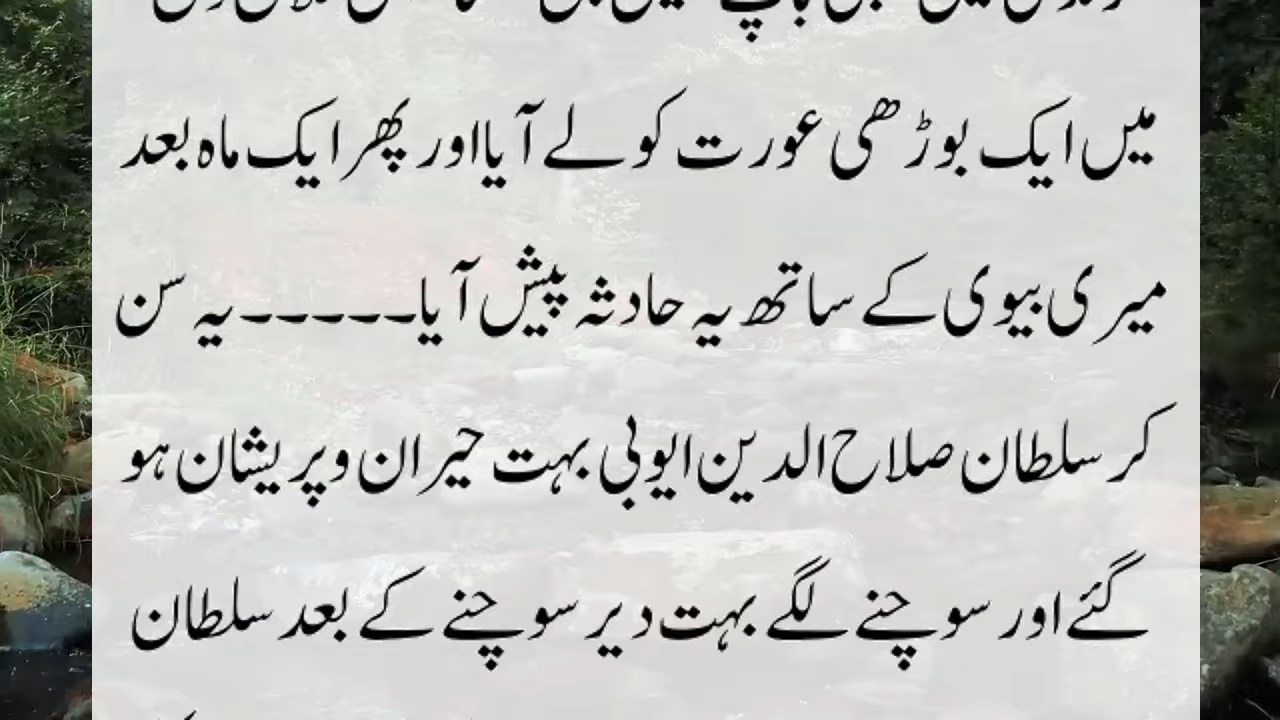 میں ایک بوڑھی عورت کو لے آیا اور پھر ایک ماہ بعد
میری بیوی کے ساتھ یہ حادثہ پیش آیا۔۔۔۔۔۔ یہ سن
کر سلطان صلاح الدین ایوبی بہت حیران و پریشان ہو
گئے اور سوچنے لگے بہت دیر سوچنے کے بعد سلطان